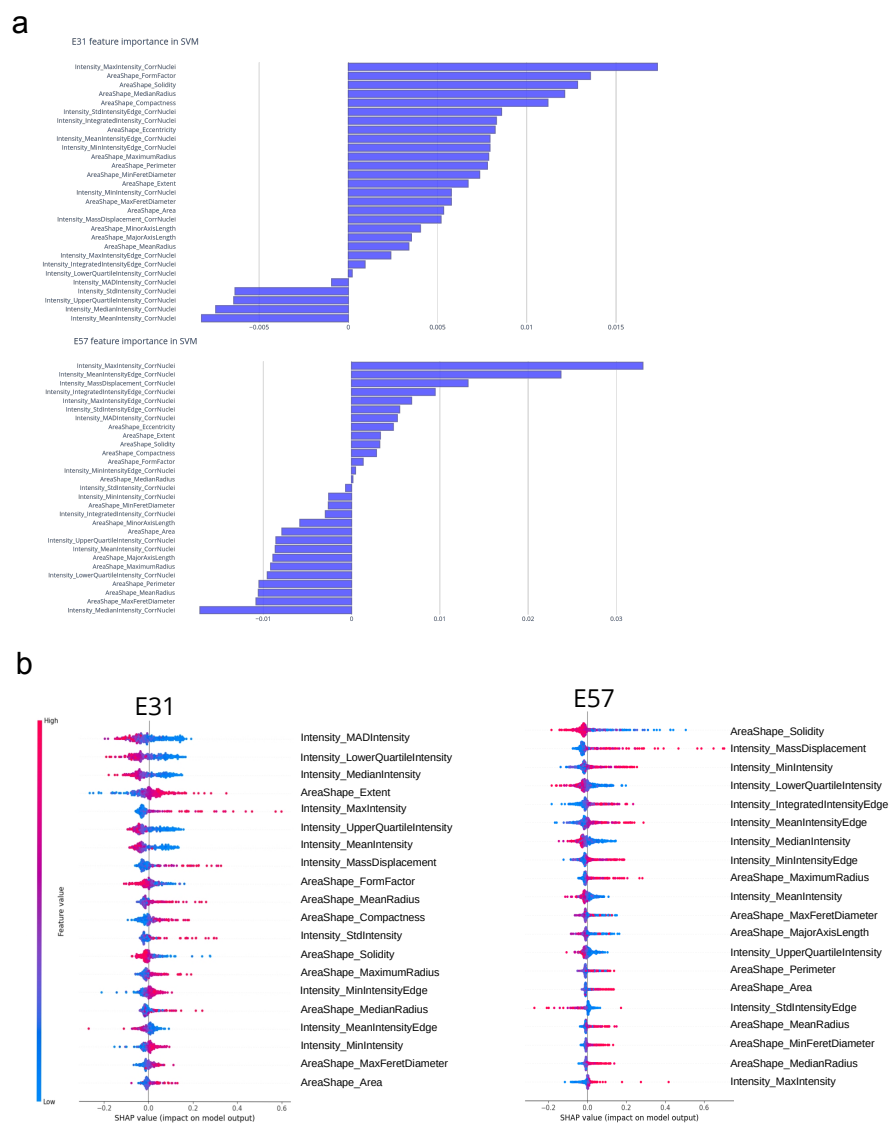 a
E31 feature importance in SVM
Intensity_MaxIntensity_CorrNuclei
AreaShape_FormFactor
AreaShape_Solidity
AreaShape_MedianRadius
AreaShape_Compactness
Intensity_StdIntensityEdge_CorrNuclei
Intensity_IntegratedIntensity_CorrNuclei
AreaShape_Eccentricity
Intensity_MeanIntensityEdge_CorrNuclei
Intensity_MinIntensityEdge_CorrNuclei
AreaShape_MaximumRadius
AreaShape_Perimeter
AreaShape_MinFeretDiameter
AreaShape_Extent
Intensity_MinIntensity_CorrNuclei
AreaShape_MaxFeretDiameter
AreaShape_Area
Intensity_MassDisplacement_CorrNuclei
AreaShape_MinorAxisLength
AreaShape_MajorAxisLength
AreaShape_MeanRadius
Intensity_MaxIntensityEdge_CorrNuclei
Intensity_IntegratedIntensityEdge_CorrNuclei
Intensity_LowerQuartileIntensity_CorrNuclei
Intensity_MADIntensity_CorrNuclei
Intensity_StdIntensity_CorrNuclei
Intensity_UpperQuartileIntensity_CorrNuclei
Intensity_MedianIntensity_CorrNuclei
Intensity_MeanIntensity_CorrNuclei
−0.005 0 0.005 0.01 0.015
E57 feature importance in SVM
Intensity_MaxIntensity_CorrNuclei
Intensity_MeanIntensityEdge_CorrNuclei
Intensity_MassDisplacement_CorrNuclei
Intensity_IntegratedIntensityEdge_CorrNuclei
Intensity_MaxIntensityEdge_CorrNuclei
Intensity_StdIntensityEdge_CorrNuclei
Intensity_MADIntensity_CorrNuclei
AreaShape_Eccentricity
AreaShape_Extent
AreaShape_Solidity
AreaShape_Compactness
AreaShape_FormFactor
Intensity_MinIntensityEdge_CorrNuclei
AreaShape_MedianRadius
Intensity_StdIntensity_CorrNuclei
Intensity_MinIntensity_CorrNuclei
AreaShape_MinFeretDiameter
Intensity_IntegratedIntensity_CorrNuclei
AreaShape_MinorAxisLength
AreaShape_Area
Intensity_UpperQuartileIntensity_CorrNuclei
Intensity_MeanIntensity_CorrNuclei
AreaShape_MajorAxisLength
AreaShape_MaximumRadius
Intensity_LowerQuartileIntensity_CorrNuclei
AreaShape_Perimeter
AreaShape_MeanRadius
AreaShape_MaxFeretDiameter
Intensity_MedianIntensity_CorrNuclei
−0.01 0 0.01 0.02 0.03
b
High
Feature value
Low
E31
Intensity_MADIntensity
Intensity_LowerQuartileIntensity
Intensity_MedianIntensity
AreaShape_Extent
Intensity_MaxIntensity
Intensity_UpperQuartileIntensity
Intensity_MeanIntensity
Intensity_MassDisplacement
AreaShape_FormFactor
AreaShape_MeanRadius
AreaShape_Compactness
Intensity_StdIntensity
AreaShape_Solidity
AreaShape_MaximumRadius
Intensity_MinIntensityEdge
AreaShape_MedianRadius
Intensity_MeanIntensityEdge
Intensity_MinIntensity
AreaShape_MaxFeretDiameter
AreaShape_Area
−0.2 0.0 0.2 0.4 0.6
SHAP value (impact on model output)
E57
AreaShape_Solidity
Intensity_MassDisplacement
Intensity_MinIntensity
Intensity_LowerQuartileIntensity
Intensity_IntegratedIntensityEdge
Intensity_MeanIntensityEdge
Intensity_MedianIntensity
Intensity_MinIntensityEdge
AreaShape_MaximumRadius
Intensity_MeanIntensity
AreaShape_MaxFeretDiameter
AreaShape_MajorAxisLength
Intensity_UpperQuartileIntensity
AreaShape_Perimeter
AreaShape_Area
Intensity_StdIntensityEdge
AreaShape_MeanRadius
AreaShape_MinFeretDiameter
AreaShape_MedianRadius
Intensity_MaxIntensity
−0.2 0.0 0.2 0.4 0.6
SHAP value (impact on model output)